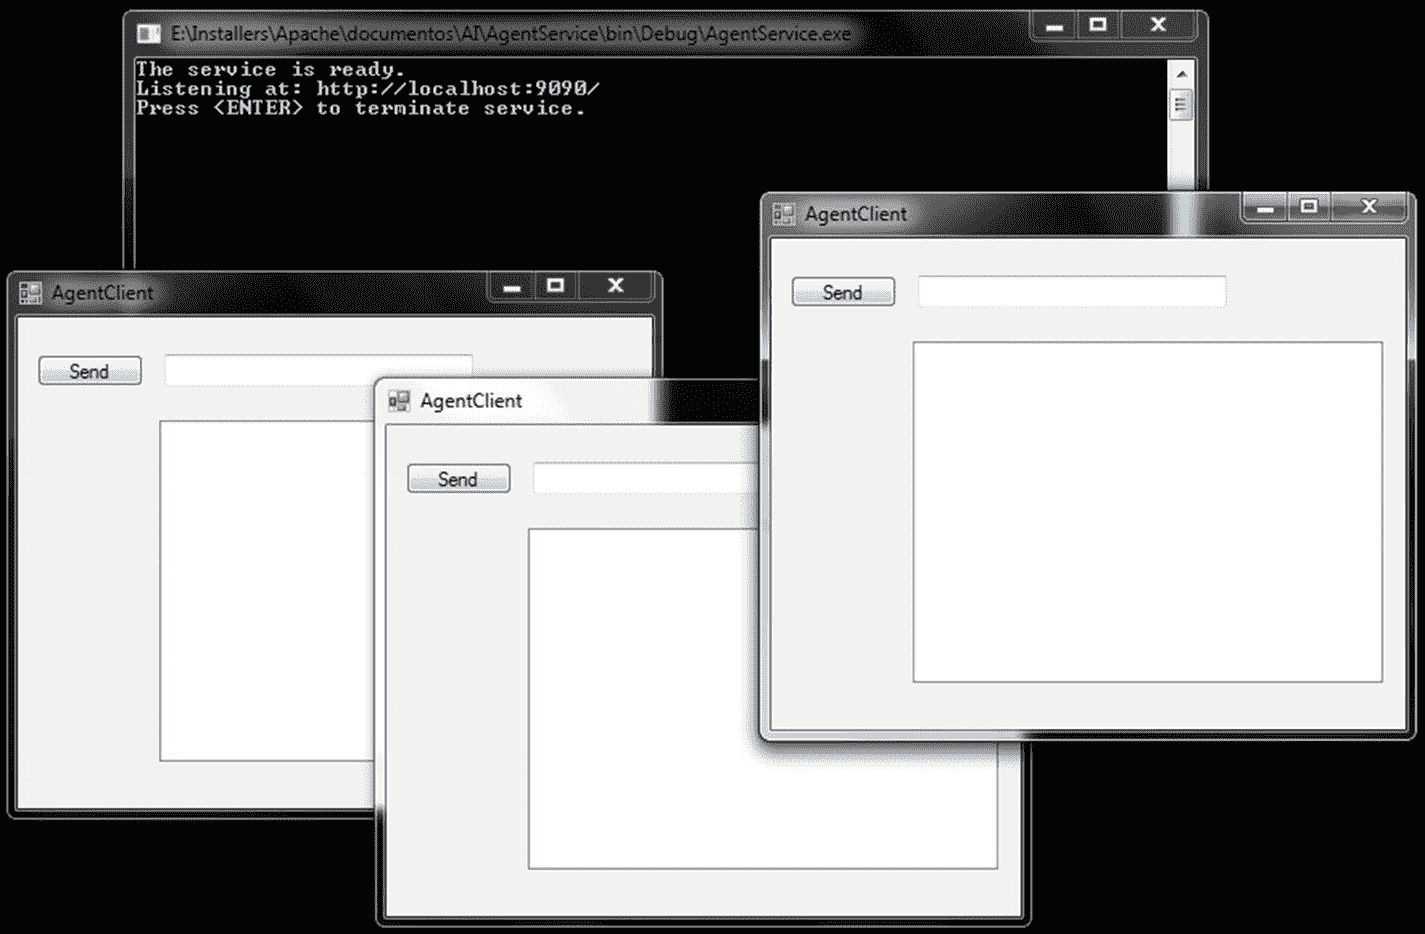 E:\Installers\Apache\documentos\AI\AgentService\bin\Debug\AgentService.exe
The service is ready.
Listening at: http://localhost:9090/
Press <ENTER> to terminate service.
AgentClient
Send
AgentClient
Send
AgentClient
Send